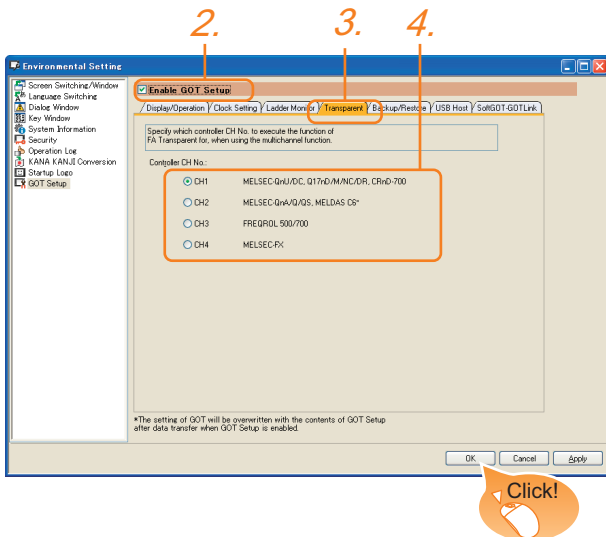 2.
3.
4.
Environmental Setting
Screen Switching/Window
Language Switching
Dialog Window
Key Window
System Information
Security
Operation Log
KANA KANJI Conversion
Startup Logo
GOT Setup
Enable GOT Setup
Display/Operation
Clock Setting
Ladder Monitor
Transparent
Backup/Restore
USB Host
SoftGOT-GOTLink
Specify which controller CH No. to execute the function of
FA Transparent for, when using the multichannel function.
Controller CH No.:
CH1 MELSEC-QnU/DC, Q17nD/M/NC/DR, CRnD-700
CH2 MELSEC-QnA/Q/QS, MELDAS C6*
CH3 FREQROL 500/700
CH4 MELSEC-FX
*The setting of GOT will be overwritten with the contents of GOT Setup
after data transfer when GOT Setup is enabled.
OK
Cancel
Apply
Click!